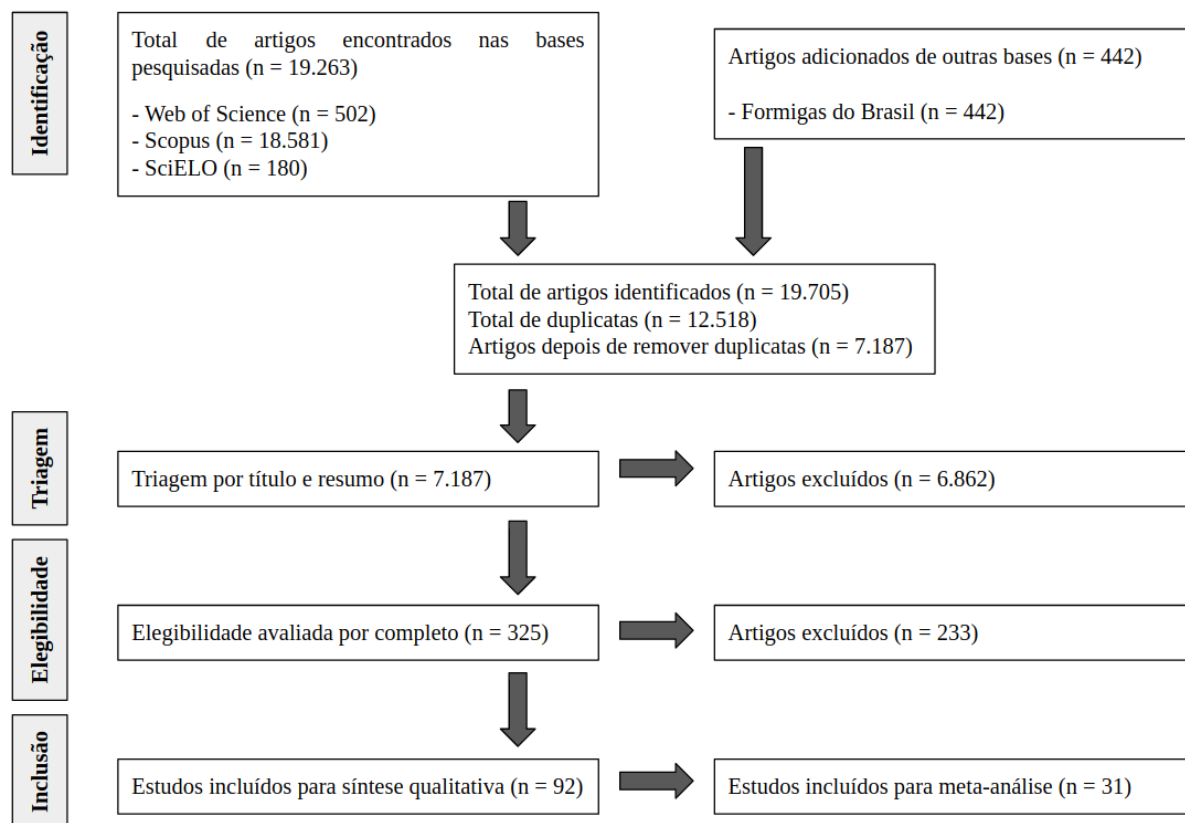 Identificação
Total de artigos encontrados nas bases
pesquisadas (n = 19.263)
- Web of Science (n = 502)
- Scopus (n = 18.581)
- SciELO (n = 180)
Artigos adicionados de outras bases (n = 442)
- Formigas do Brasil (n = 442)
Total de artigos identificados (n = 19.705)
Total de duplicatas (n = 12.518)
Artigos depois de remover duplicatas (n = 7.187)
Triagem
Triagem por título e resumo (n = 7.187)
Artigos excluídos (n = 6.862)
Elegibilidade
Elegibilidade avaliada por completo (n = 325)
Artigos excluídos (n = 233)
Inclusão
Estudos incluídos para síntese qualitativa (n = 92)
Estudos incluídos para meta-análise (n = 31)